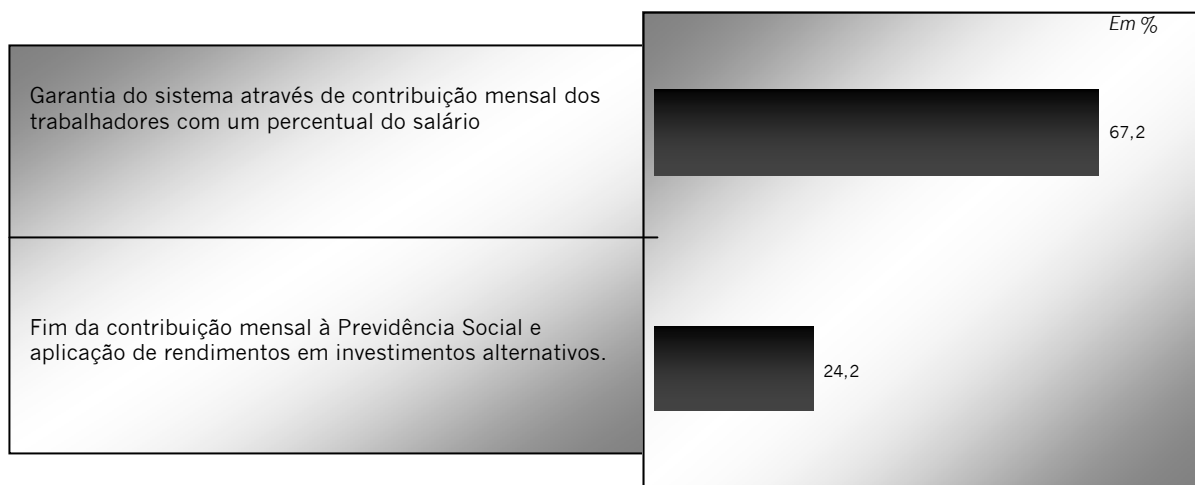 Em %
Garantia do sistema através de contribuição mensal dos
trabalhadores com um percentual do salário
67,2
Fim da contribuição mensal à Previdência Social e
aplicação de rendimentos em investimentos alternativos.
24,2